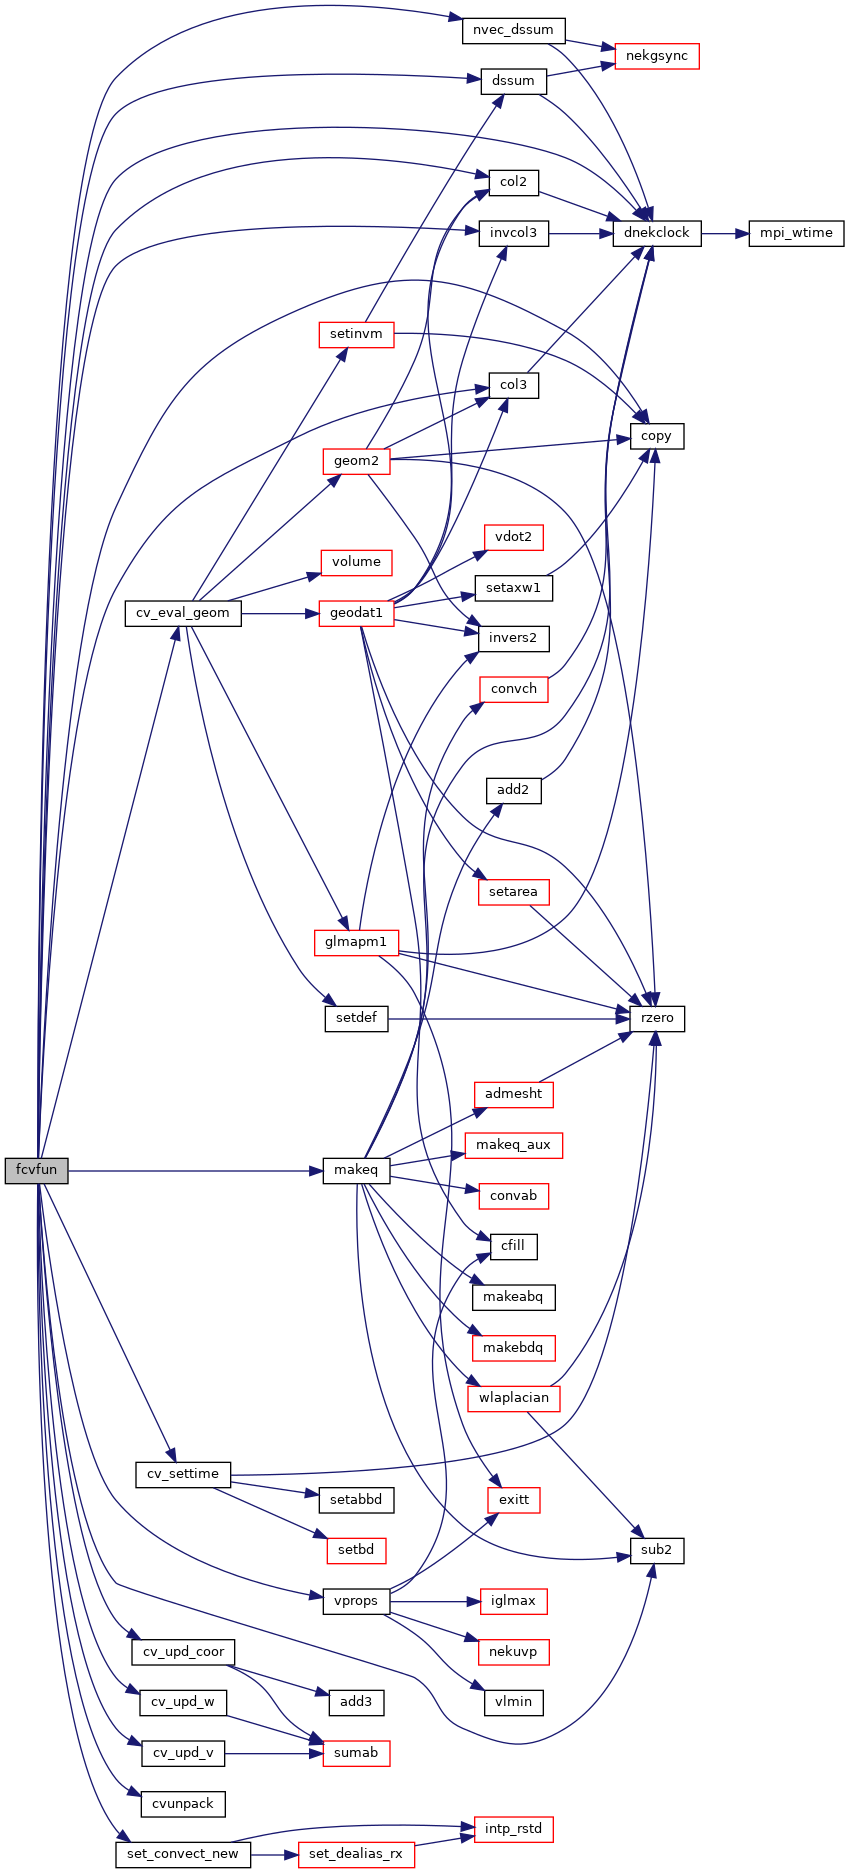 nvec_dssum
nekgsync
dssum
col2
invcol3
dnekclock
mpi_wtime
setinvm
col3
copy
geom2
vdot2
volume
setaxw1
cv_eval_geom
geodat1
invers2
convch
add2
setarea
glmapm1
setdef
rzero
admesht
makeq_aux
fcvfun
makeq
convab
cfill
makeabq
makebdq
wlaplacian
cv_settime
setabbd
exitt
setbd
sub2
vprops
iglmax
cv_upd_coor
nekuvp
cv_upd_w
add3
vlmin
cv_upd_v
sumab
cvunpack
intp_rstd
set_convect_new
set_dealias_rx